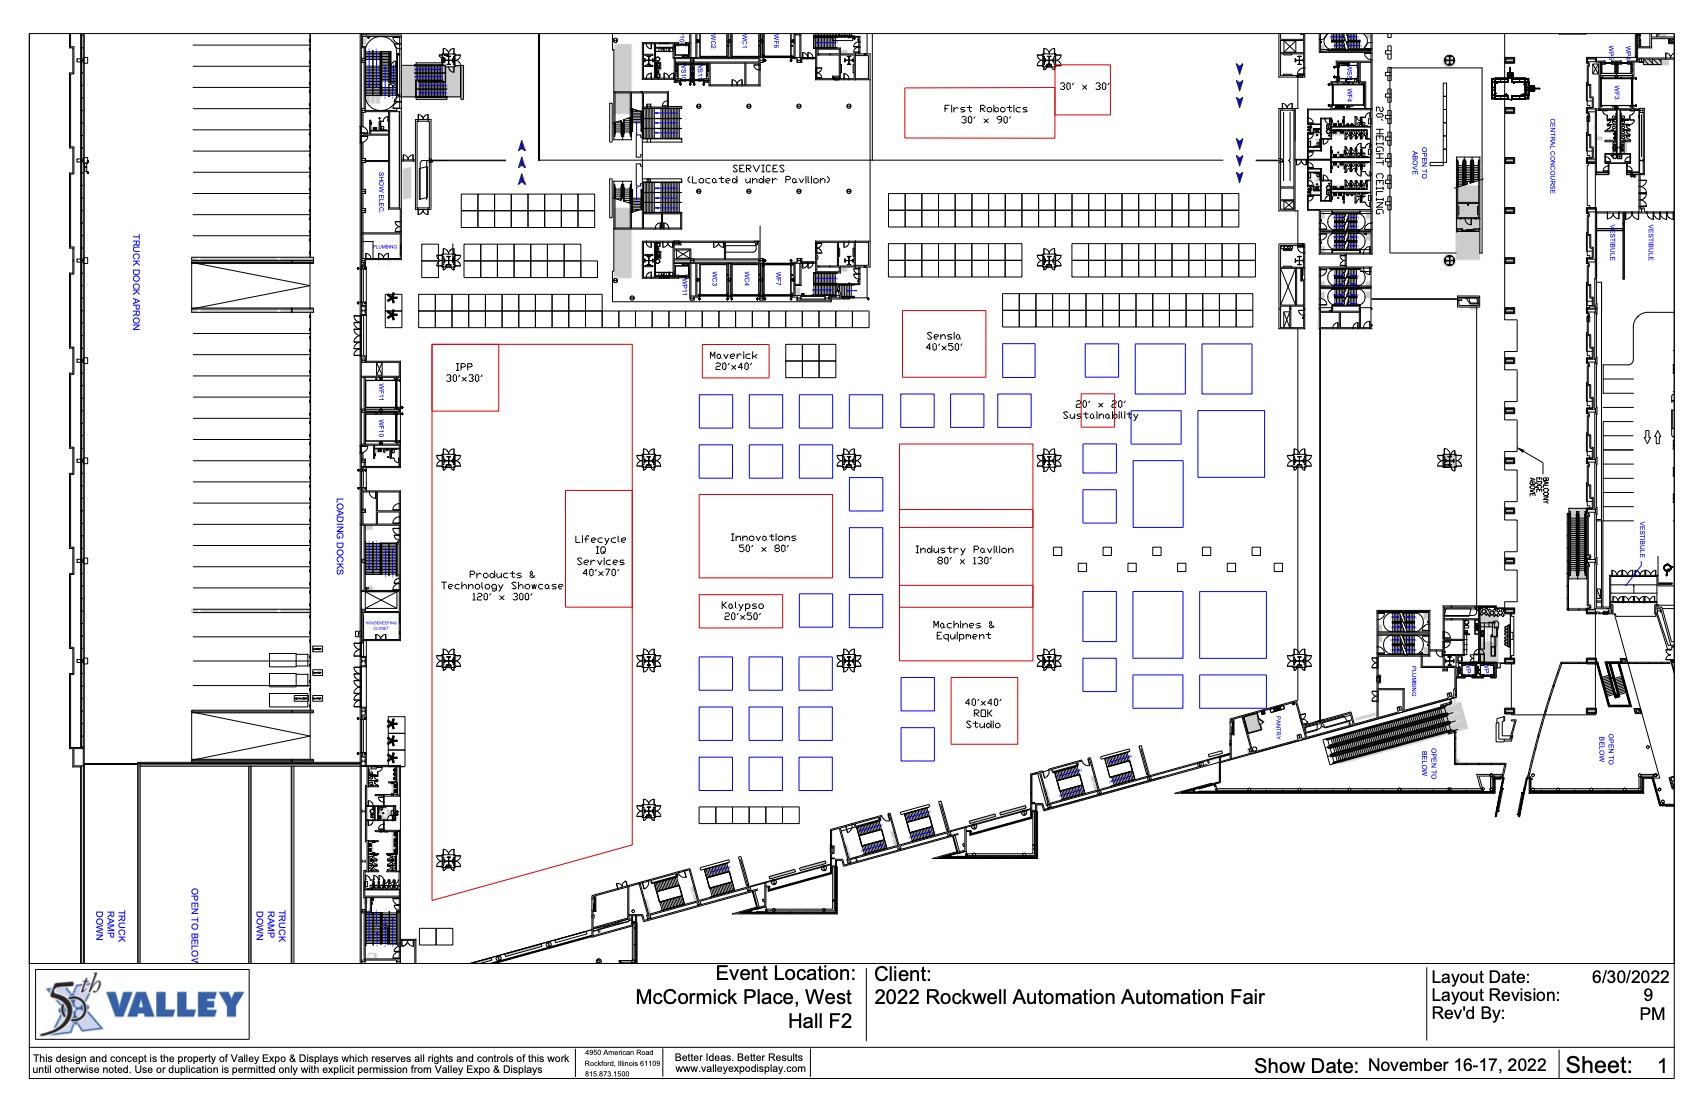 WC2
WC1
WF6
WS12
WS11
First Robotics
30' x 90'
30' x 30'
WS1
WF4
20' HEIGHT CEILING
OPEN TO
ABOVE
CENTRAL CONCOURSE
WF3
VESTIBULE
VESTIBULE
SHOW ELEC.
PLUMBING
SERVICES
(Located under Pavilion)
WP11
WC3
WC4
WF7
TRUCK DOCK APRON
IPP
30'x30'
Maverick
20'x40'
Sensia
40'x50'
20' x 20'
Sustainability
WF11
WF10
LOADING DOCKS
Products &
Technology Showcase
120' x 300'
Lifecycle
IQ
Services
40'x70'
Innovations
50' x 80'
Industry Pavilion
80' x 130'
Machines &
Equipment
Kalypso
20'x50'
40'x40'
ROK
Studio
BALCONY
EDGE
ABOVE
VESTIBULE
HOUSEKEEPING
CLOSET
PLUMBING
PANTRY
OPEN TO
BELOW
OPEN TO
BELOW
TRUCK
RAMP
DOWN
OPEN TO BELOW
TRUCK
RAMP
DOWN
50th
VALLEY
Event Location:
McCormick Place, West
Hall F2
Client:
2022 Rockwell Automation Automation Fair
Layout Date: 6/30/2022
Layout Revision: 9
Rev'd By: PM
This design and concept is the property of Valley Expo & Displays which reserves all rights and controls of this work
until otherwise noted. Use or duplication is permitted only with explicit permission from Valley Expo & Displays
4950 American Road
Rockford, Illinois 61109
815.873.1500
Better Ideas. Better Results
www.valleyexpodisplay.com
Show Date: November 16-17, 2022
Sheet: 1